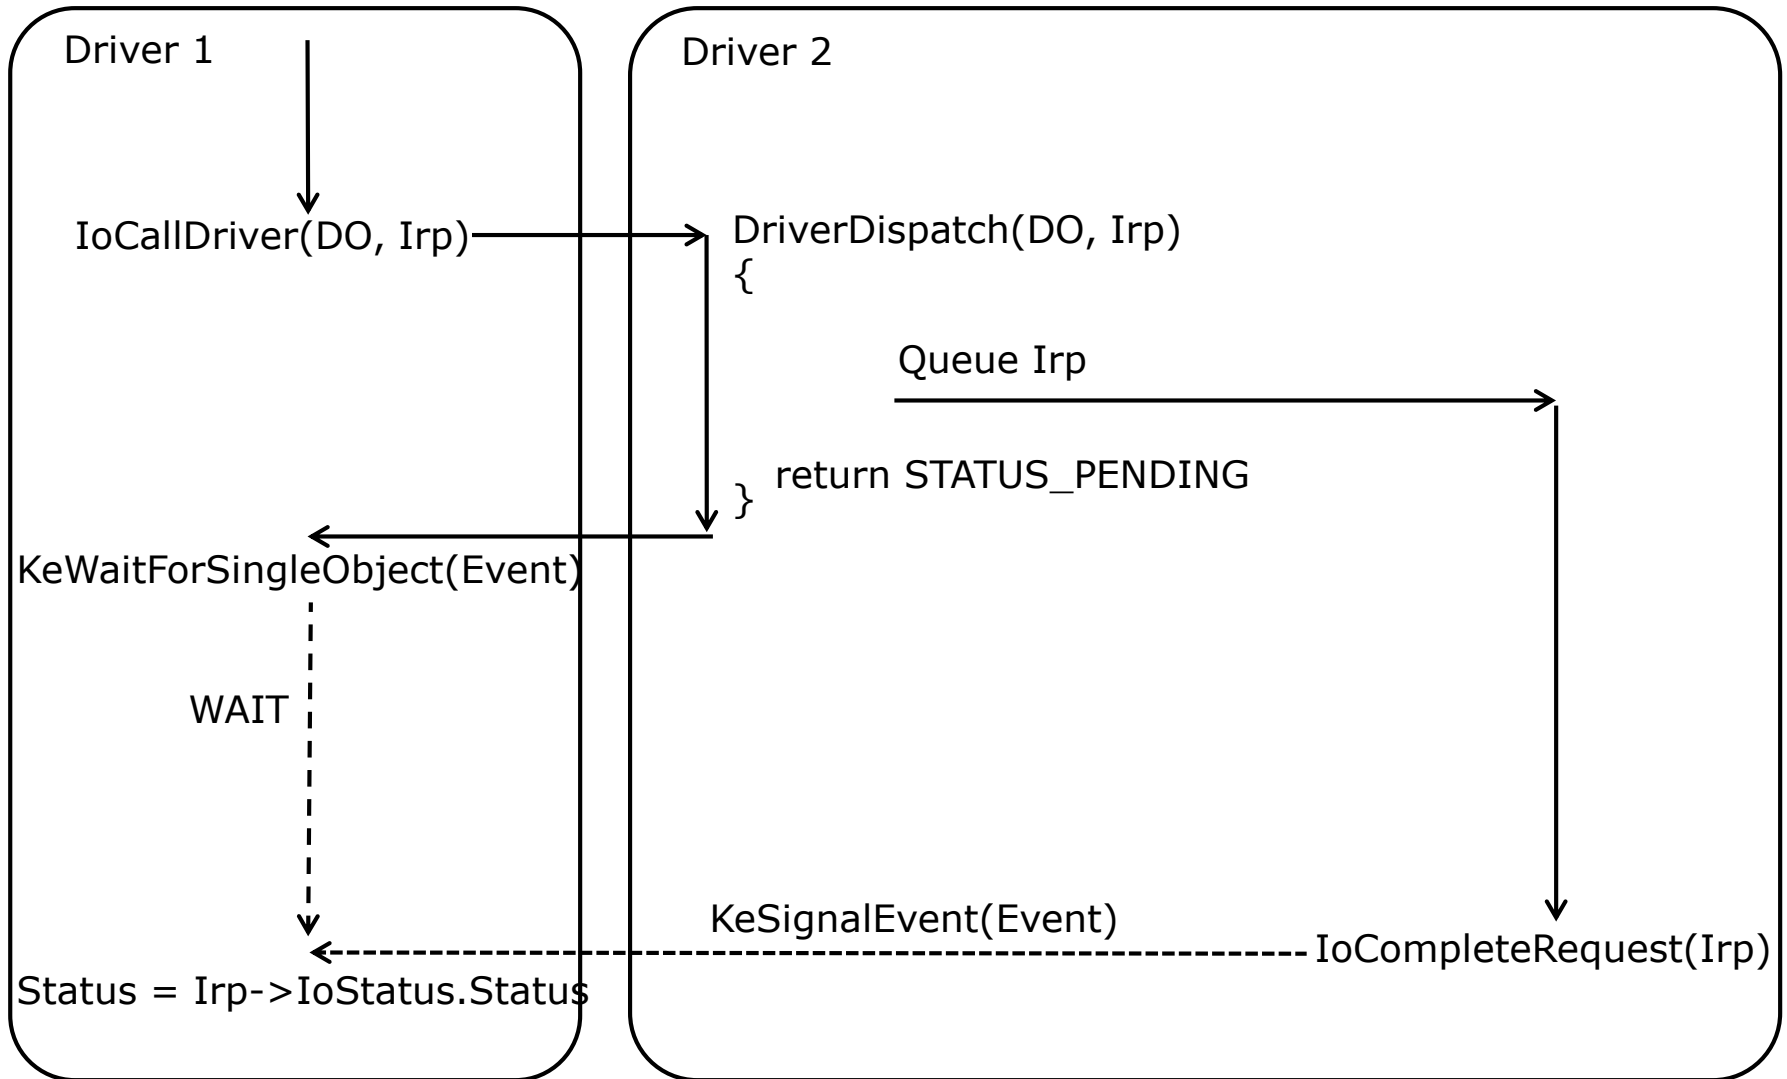 Driver 1
Driver 2
IoCallDriver(DO, Irp)
DriverDispatch(DO, Irp)
{
Queue Irp
return STATUS_PENDING
}
KeWaitForSingleObject(Event)
WAIT
KeSignalEvent(Event)
IoCompleteRequest(Irp)
Status = Irp->IoStatus.Status